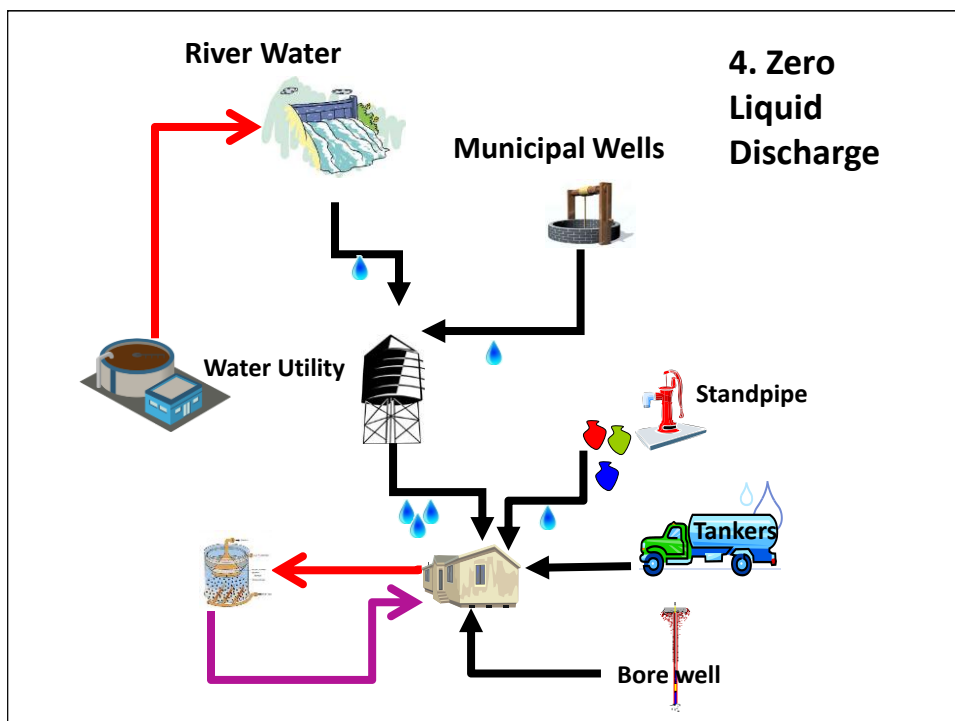 River Water
4. Zero
Liquid
Discharge
Municipal Wells
Water Utility
Standpipe
Tankers
Bore well